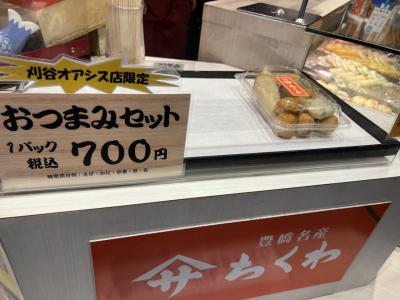 刈谷オアシス店限定
おつまみセット
1パック
税込 700円
豊橋名産
サ ちくわ